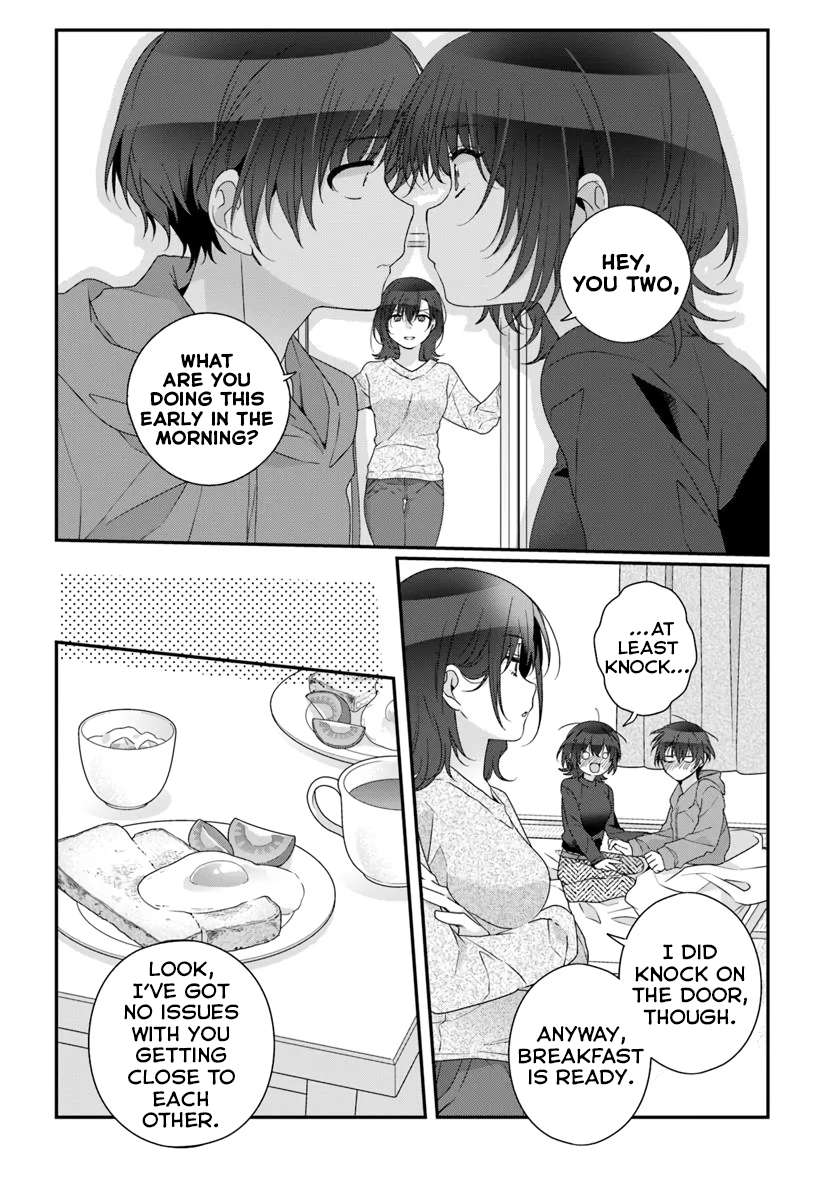 HEY,
YOU TWO,
WHAT
ARE YOU
DOING THIS
EARLY IN THE
MORNING?
...AT
LEAST
KNOCK...
I DID
KNOCK ON
THE DOOR,
THOUGH.
ANYWAY,
BREAKFAST
IS READY.
LOOK,
I'VE GOT
NO ISSUES
WITH YOU
GETTING
CLOSE TO
EACH
OTHER.